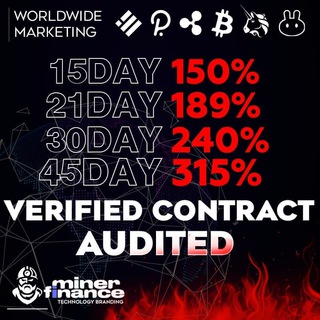 WORLDWIDE
MARKETING
15DAY 150%
21DAY 189%
30DAY 240%
45DAY 315%
VERIFIED CONTRACT
AUDITED
miner
finance
TECHNOLOGY BRANDING